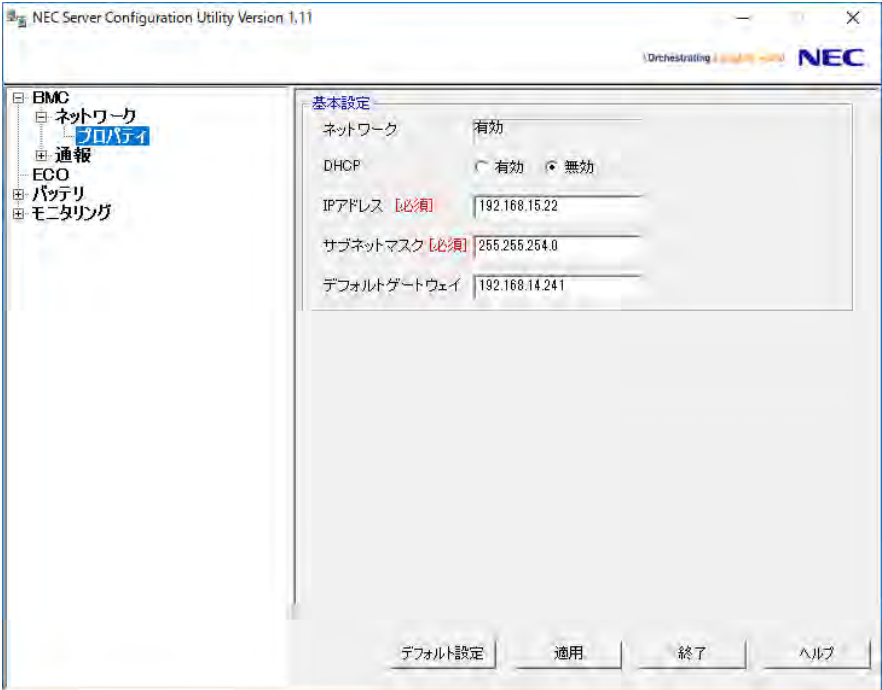 NEC Server Configuration Utility Version 1.11
\Orchestrating
NEC
BMC
ネットワーク
プロパティ
通報
ECO
バッテリ
モニタリング
基本設定
ネットワーク 有効
DHCP 有効 無効
IPアドレス [必須] 192.168.15.22
サブネットマスク [必須] 255.255.254.0
デフォルトゲートウェイ 192.168.14.241
デフォルト設定 適用 終了 ヘルプ